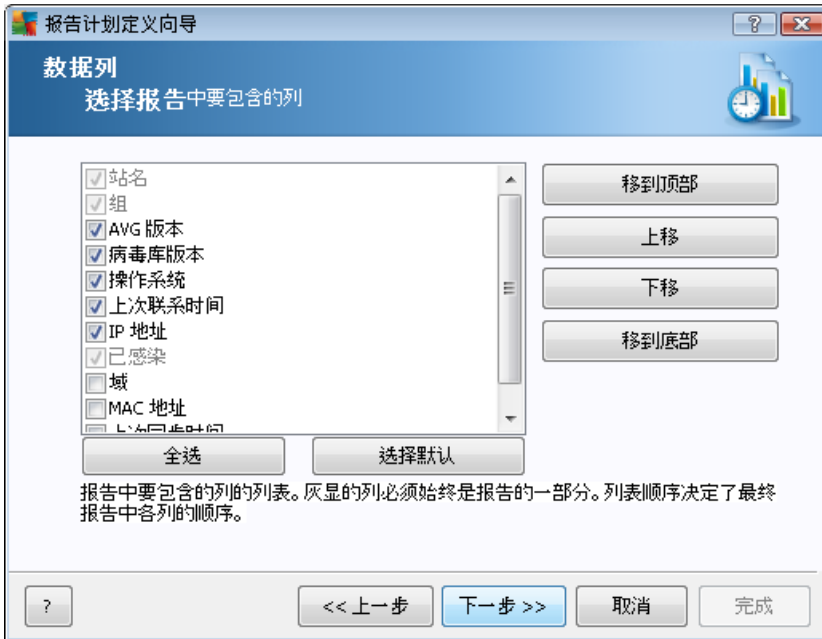 报告计划定义向导
数据列
选择报告中要包含的列
站名
组
AVG 版本
病毒库版本
操作系统
上次联系时间
IP 地址
已感染
域
MAC 地址
上次同步时间
移到顶部
上移
下移
移到底部
全选
选择默认
报告中要包含的列的列表。灰显的列必须始终是报告的一部分。列表顺序决定了最终
报告中各列的顺序。
?
<< 上一步
下一步 >>
取消
完成